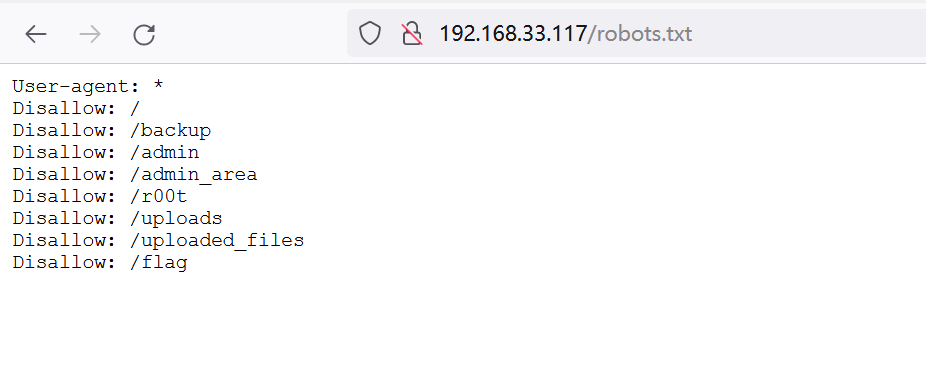 192.168.33.117/robots.txt
User-agent: *
Disallow: /
Disallow: /backup
Disallow: /admin
Disallow: /admin_area
Disallow: /r00t
Disallow: /uploads
Disallow: /uploaded_files
Disallow: /flag